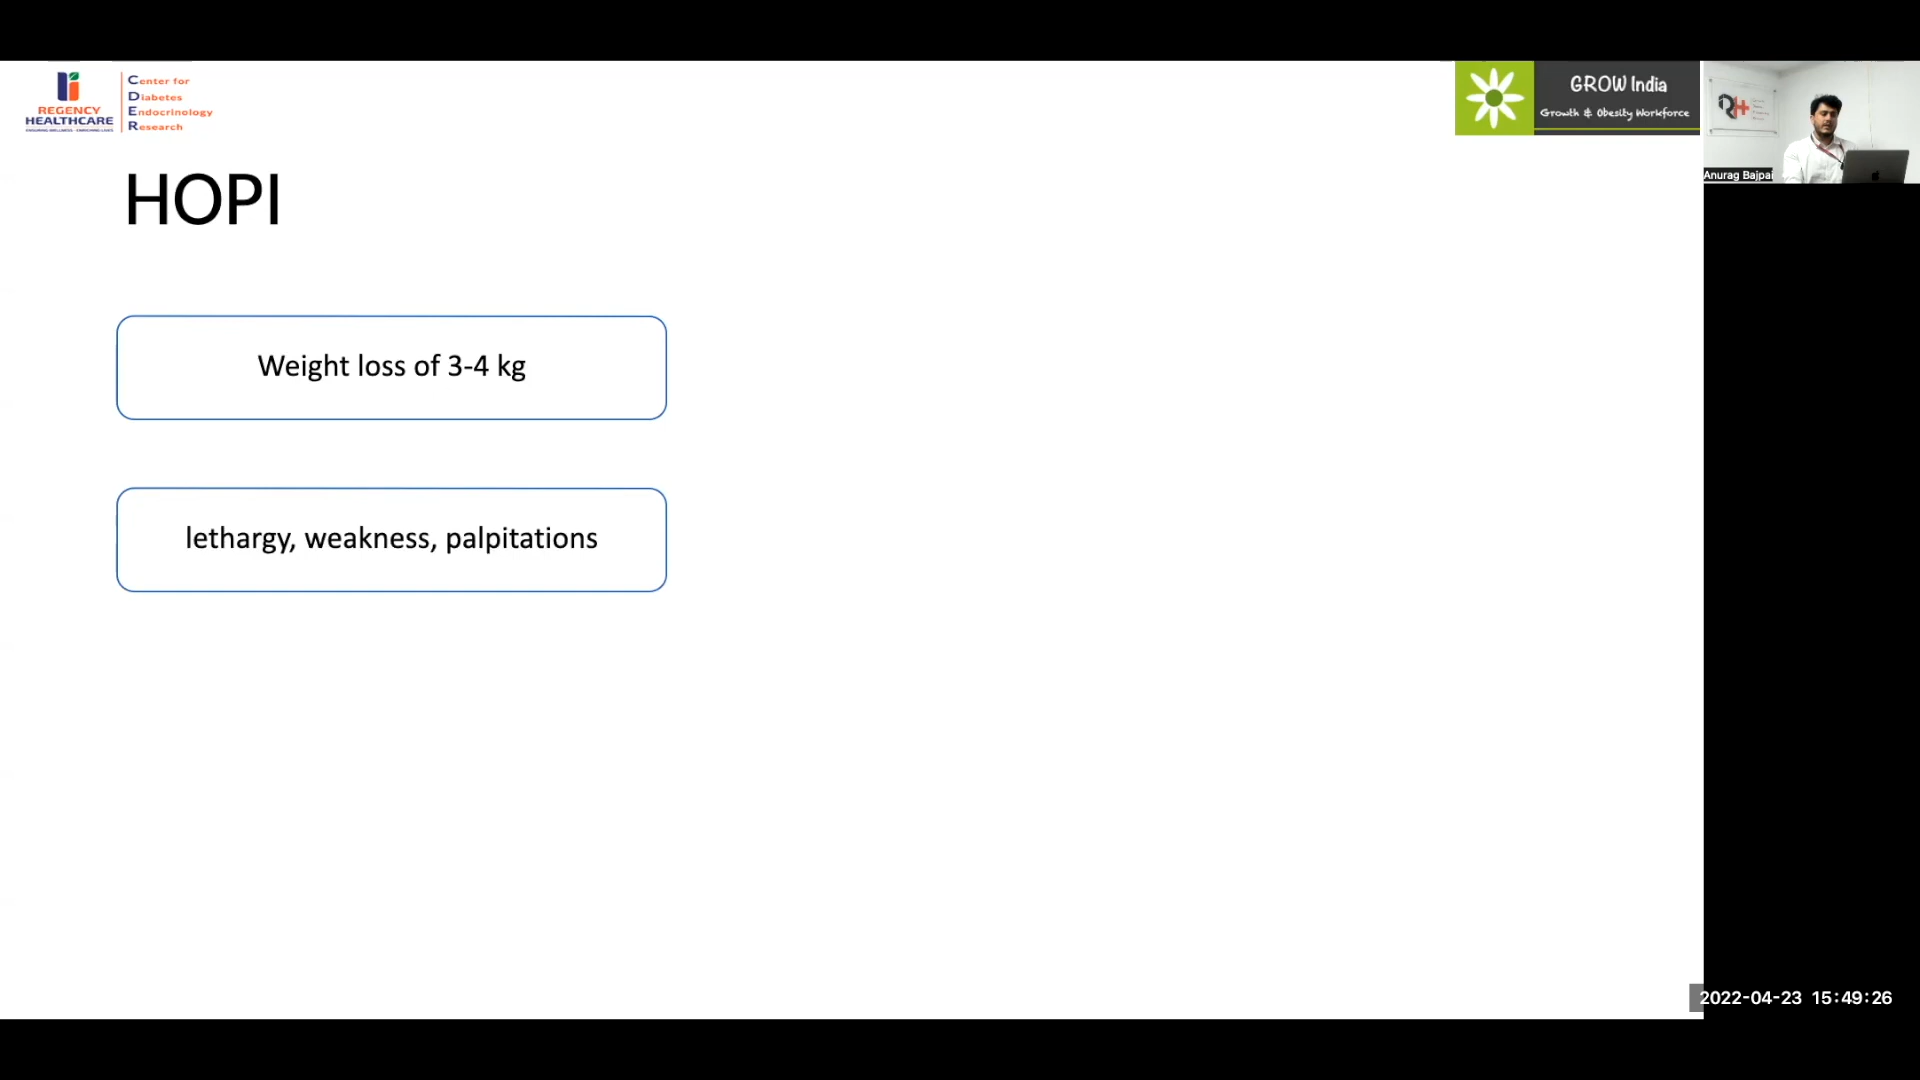 REGENCY
HEALTHCARE
Center for
Diabetes
Endocrinology
Research
GROW India
Growth & Obesity Workforce
Anurag Bajpai
HOPI
Weight loss of 3-4 kg
lethargy, weakness, palpitations
2022-04-23 15:49:26